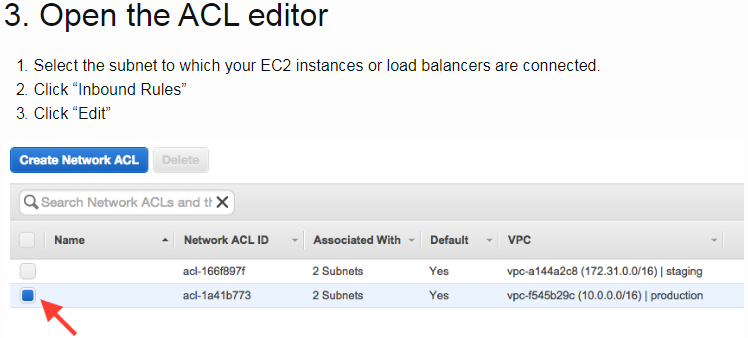 3. Open the ACL editor
1. Select the subnet to which your EC2 instances or load balancers are connected.
2. Click “Inbound Rules”
3. Click “Edit”
Create Network ACL Delete
Search Network ACLs and th
Name Network ACL ID Associated With Default VPC
acl-166f897f 2 Subnets Yes vpc-a144a2c8 (172.31.0.0/16) | staging
acl-1a41b773 2 Subnets Yes vpc-f545b29c (10.0.0.0/16) | production